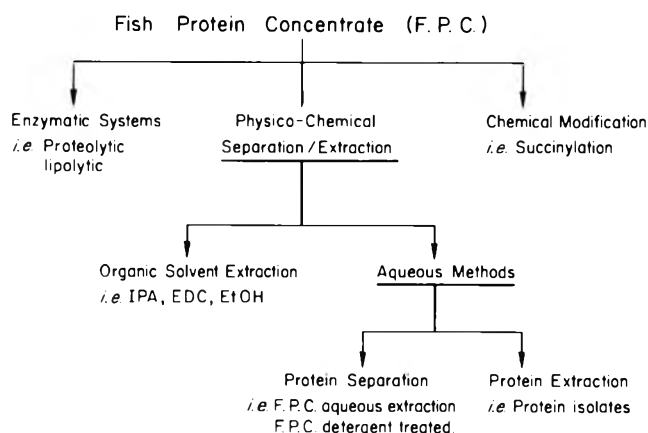 Fish Protein Concentrate (F. P. C.)
Enzymatic Systems
i.e. Proteolytic
lipolytic
Physico-Chemical
Separation/Extraction
Chemical Modification
i.e. Succinylation
Organic Solvent Extraction
i.e. IPA, EDC, EtOH
Aqueous Methods
Protein Separation
i.e. F.P.C. aqueous extraction
F.P.C. detergent treated.
Protein Extraction
i.e. Protein isolates